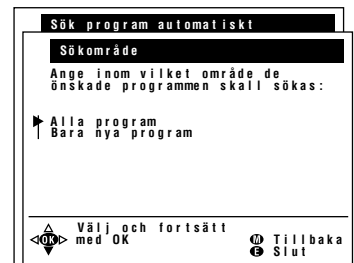 Sök program automatiskt
Sökområde
Ange inom vilket område de
önskade programmen skall sökas:
Alla program
Bara nya program
Välj och fortsätt
OK med OK
M Tillbaka
E Slut